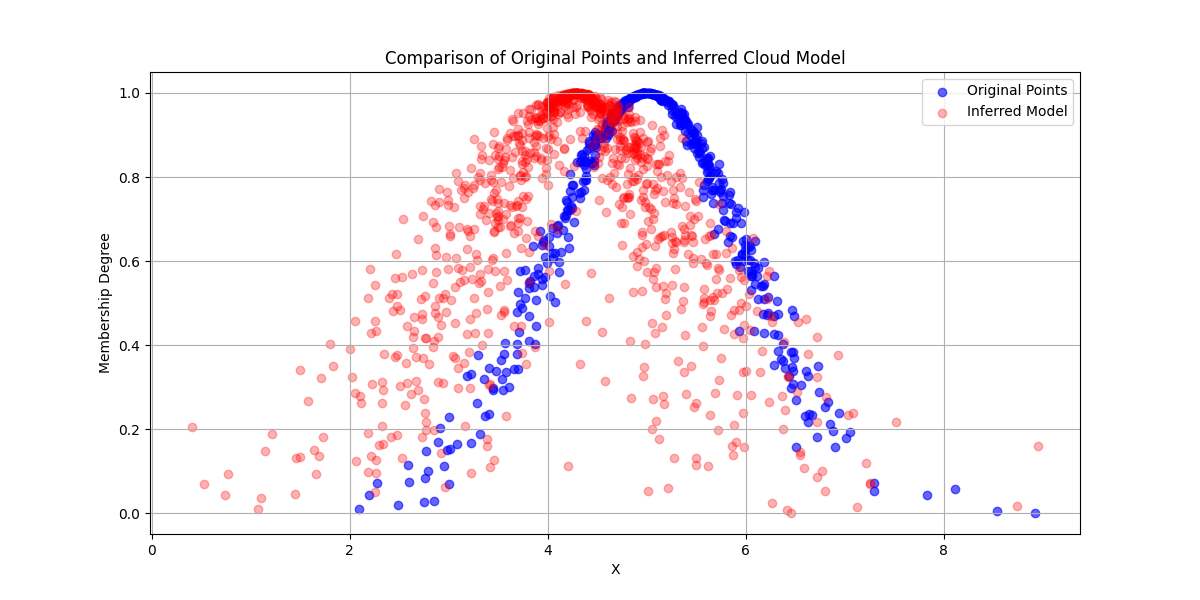 Comparison of Original Points and Inferred Cloud Model
Original Points
Inferred Model
Membership Degree
1.0
0.8
0.6
0.4
0.2
0.0
0 2 4 6 8
X